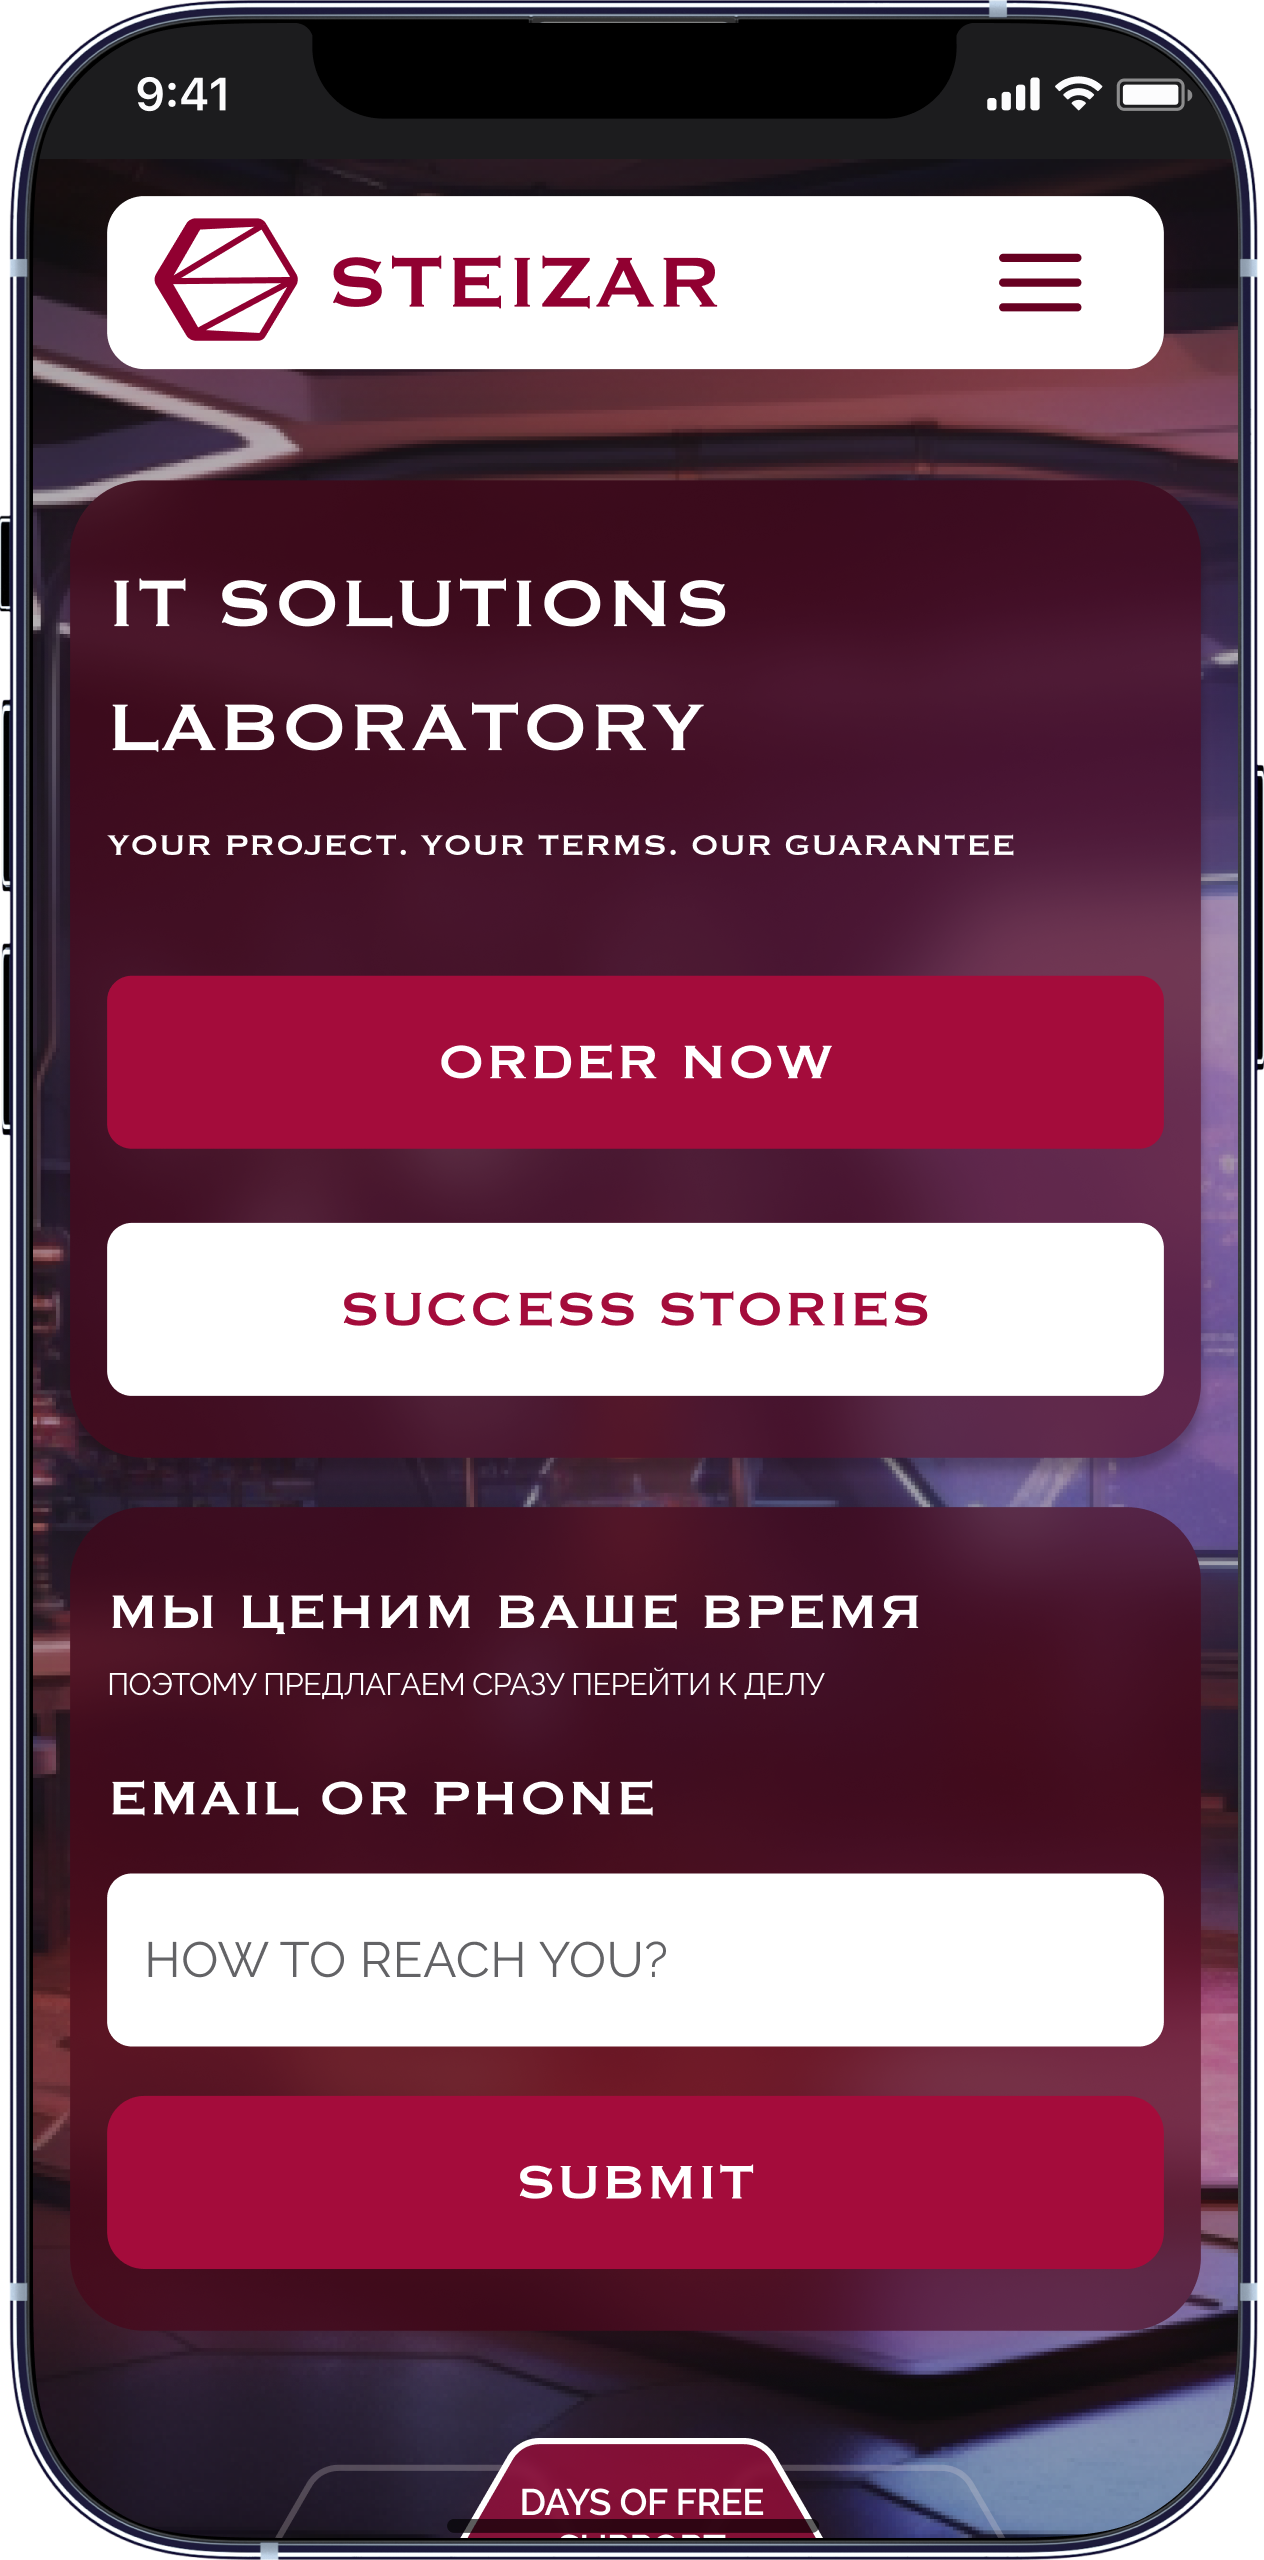 9:41
STEIZAR
IT SOLUTIONS
LABORATORY
YOUR PROJECT. YOUR TERMS. OUR GUARANTEE
ORDER NOW
SUCCESS STORIES
МЫ ЦЕНИМ ВАШЕ ВРЕМЯ
ПОЭТОМУ ПРЕДЛАГАЕМ СРАЗУ ПЕРЕЙТИ К ДЕЛУ
EMAIL OR PHONE
HOW TO REACH YOU?
SUBMIT
DAYS OF FREE
SUPPORT